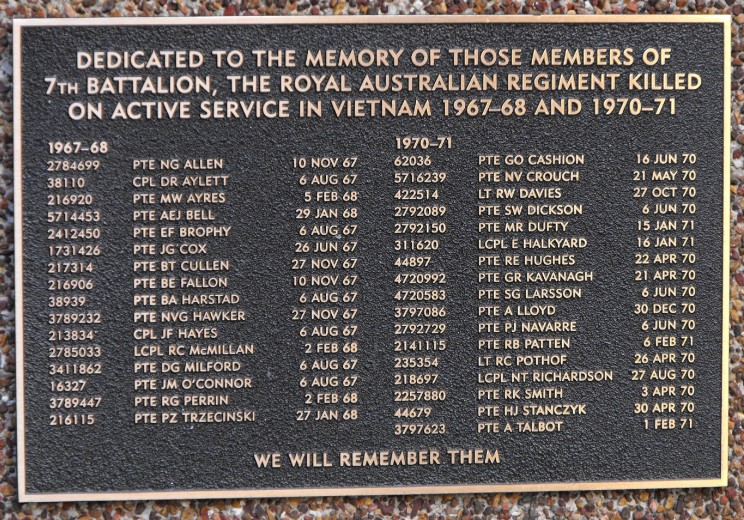 DEDICATED TO THE MEMORY OF THOSE MEMBERS OF
7TH BATTALION, THE ROYAL AUSTRALIAN REGIMENT KILLED
ON ACTIVE SERVICE IN VIETNAM 1967-68 AND 1970-71
1967-68
2784699 PTE NG ALLEN 10 NOV 67
38110 CPL DR AYLETT 6 AUG 67
216920 PTE MW AYRES 5 FEB 68
5714453 PTE AEJ BELL 29 JAN 68
2412450 PTE EF BROPHY 6 AUG 67
1731426 PTE JG COX 26 JUN 67
217314 PTE BT CULLEN 27 NOV 67
216906 PTE BE FALLON 10 NOV 67
38939 PTE BA HARSTAD 6 AUG 67
3789232 PTE NVG HAWKER 27 NOV 67
213834 CPL JF HAYES 6 AUG 67
2785033 LCPL RC McMILLAN 2 FEB 68
3411862 PTE DG MILFORD 6 AUG 67
16327 PTE JM O'CONNOR 6 AUG 67
3789447 PTE RG PERRIN 2 FEB 68
216115 PTE PZ TRZECINSKI 27 JAN 68
1970-71
62036 PTE GO CASHION 16 JUN 70
5716239 PTE NV CROUCH 21 MAY 70
422514 LT RW DAVIES 27 OCT 70
2792089 PTE SW DICKSON 6 JUN 70
2792150 PTE MR DUFTY 15 JAN 71
311620 LCPL E HALKYARD 16 JAN 71
44897 PTE RE HUGHES 22 APR 70
4720992 PTE GR KAVANAGH 21 APR 70
4720583 PTE SG LARSSON 6 JUN 70
3797086 PTE A LLOYD 30 DEC 70
2792729 PTE PJ NAVARRE 6 JUN 70
2141115 PTE RB PATTEN 6 FEB 71
235354 LT RC POTHOF 26 APR 70
218697 LCPL NT RICHARDSON 27 AUG 70
2257880 PTE RK SMITH 3 APR 70
44679 PTE HJ STANCZYK 30 APR 70
3797623 PTE A TALBOT 1 FEB 71
WE WILL REMEMBER THEM